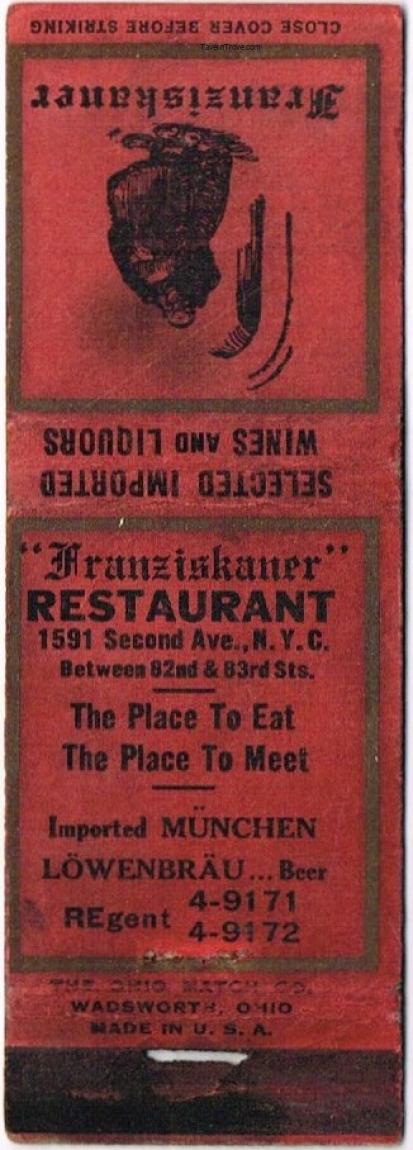 CLOSE COVER BEFORE STRIKING
TavernTrove.com
Franziskaner
SELECTED IMPORTED
WINES AND LIQUORS
"Franziskaner"
RESTAURANT
1591 Second Ave., N.Y.C.
Between 82nd & 83rd Sts.
The Place To Eat
The Place To Meet
Imported MÜNCHEN
LÖWENBRÄU... Beer
REgent 4-9171
4-9172
THE OHIO MATCH CO.
WADSWORTH, OHIO
MADE IN U. S. A.